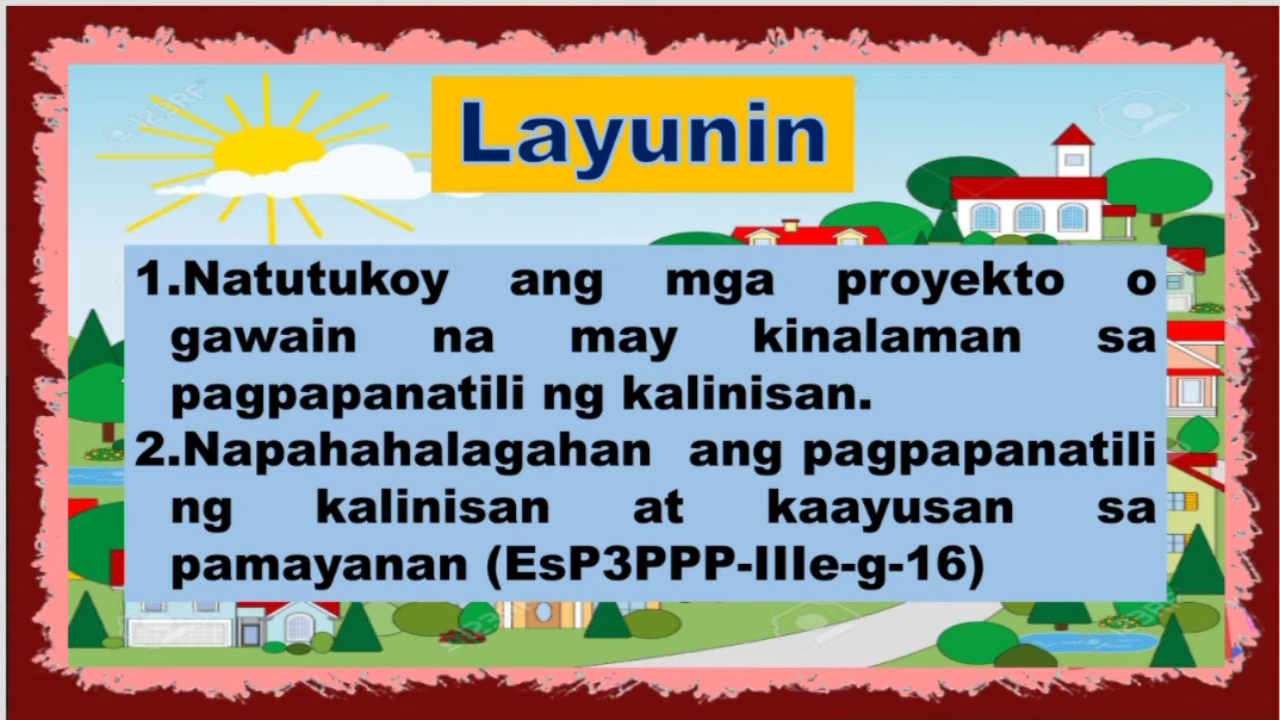 Layunin
1.Natutukoy ang mga proyekto o
gawain na may kinalaman sa
pagpapanatili ng kalinisan.
2.Napahahalagahan ang pagpapanatili
ng kalinisan at kaayusan sa
pamayanan (EsP3PPP-IIIe-g-16)